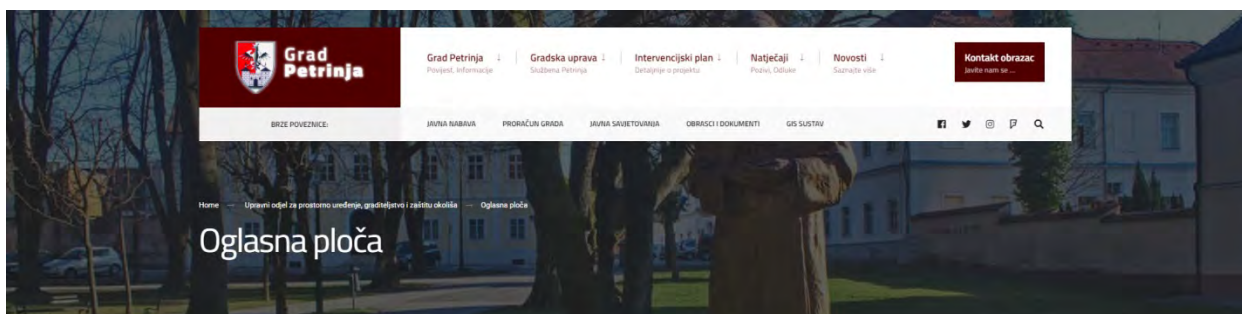 Grad
Petrinja
Grad Petrinja
Povijest, Informacije
Gradska uprava
Službena Petrinja
Intervencijski plan
Detaljnije o projektu
Natječaji
Pozivi, Odluke
Novosti
Saznajte više
Kontakt obrazac
Javite nam se ...
BRZE POVEZNICE:
JAVNA NABAVA
PRORAČUN GRADA
JAVNA SAVJETOVANJA
OBRASCI I DOKUMENTI
GIS SUSTAV
Home → Upravni odjel za prostorno uređenje, graditeljstvo i zaštitu okoliša → Oglasna ploča
Oglasna ploča